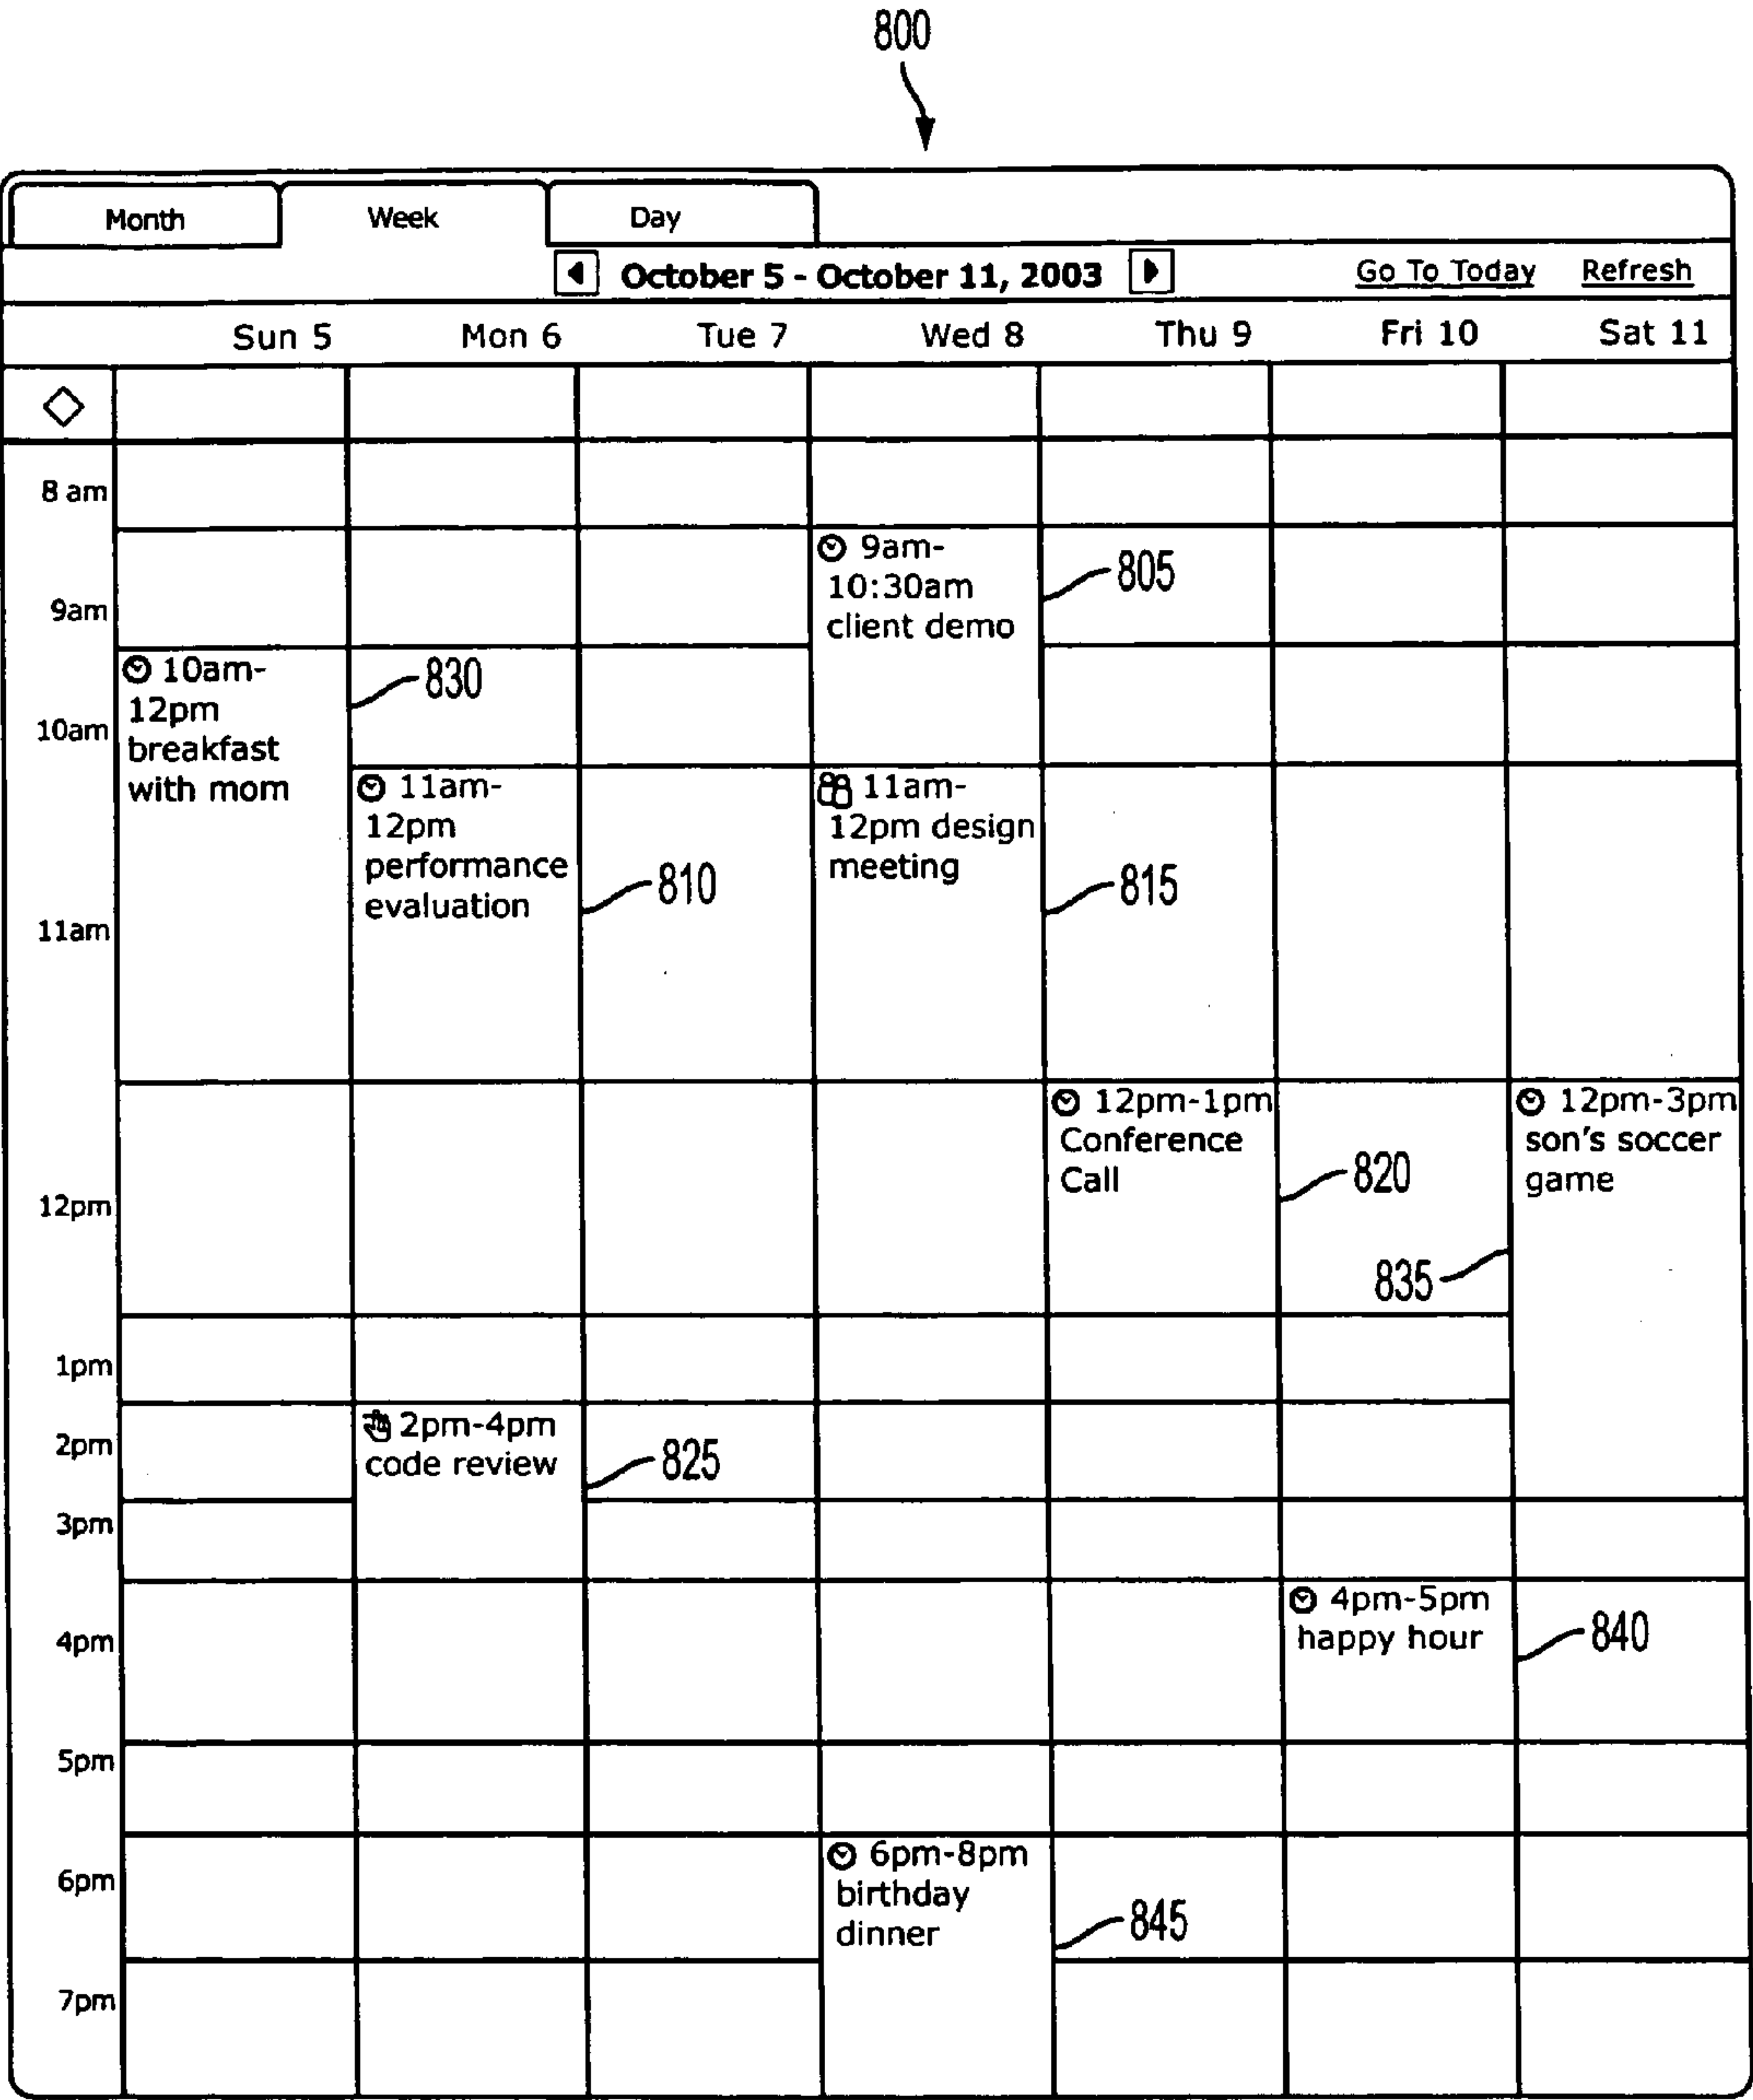 800
Month Week Day
October 5 - October 11, 2003 Go To Today Refresh
Sun 5 Mon 6 Tue 7 Wed 8 Thu 9 Fri 10 Sat 11
8 am
9am
10am
11am
12pm
1pm
2pm
3pm
4pm
5pm
6pm
7pm
9am-
10:30am
client demo
805
10am-
12pm
breakfast
with mom
830
11am-
12pm
performance
evaluation
810
11am-
12pm design
meeting
815
12pm-1pm
Conference
Call
820
12pm-3pm
son's soccer
game
835
2pm-4pm
code review
825
4pm-5pm
happy hour
840
6pm-8pm
birthday
dinner
845